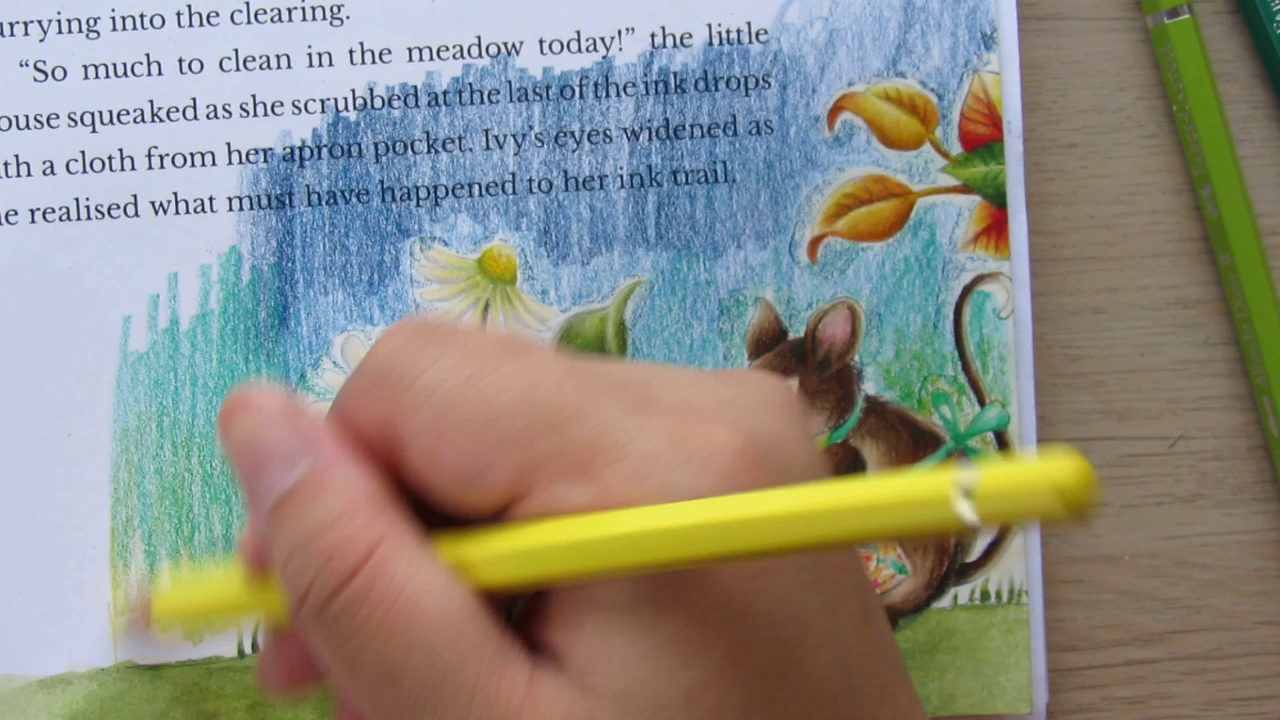 urrying into the clearing.
“So much to clean in the meadow today!” the little
ouse squeaked as she scrubbed at the last of the ink drops
th a cloth from her apron pocket. Ivy’s eyes widened as
e realised what must have happened to her ink trail.